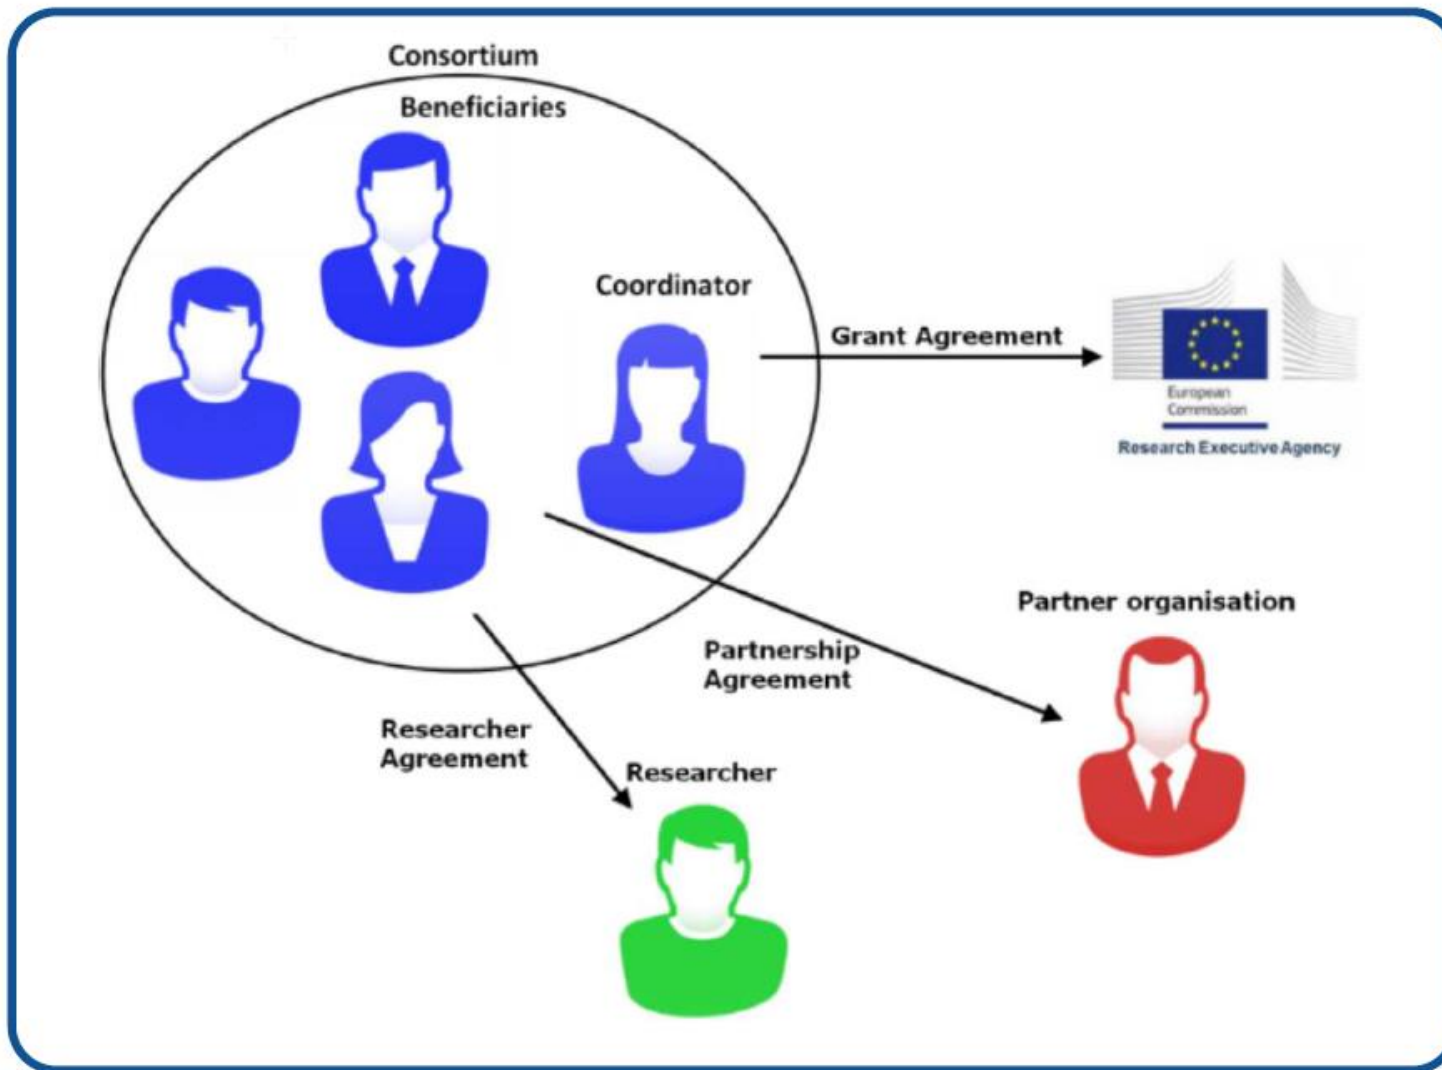 Consortium
Beneficiaries
Coordinator
Grant Agreement
European
Commission
Research Executive Agency
Partner organisation
Partnership
Agreement
Researcher
Agreement
Researcher